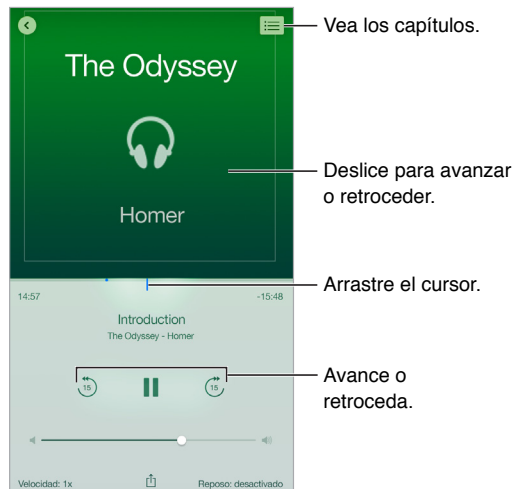 Vea los capítulos.
The Odyssey
Deslice para avanzar
o retroceder.
Homer
Arrastre el cursor.
14:57
-15:48
Introduction
The Odyssey - Homer
Avance o
retroceda.
15
15
Velocidad: 1x
Reposo: desactivado